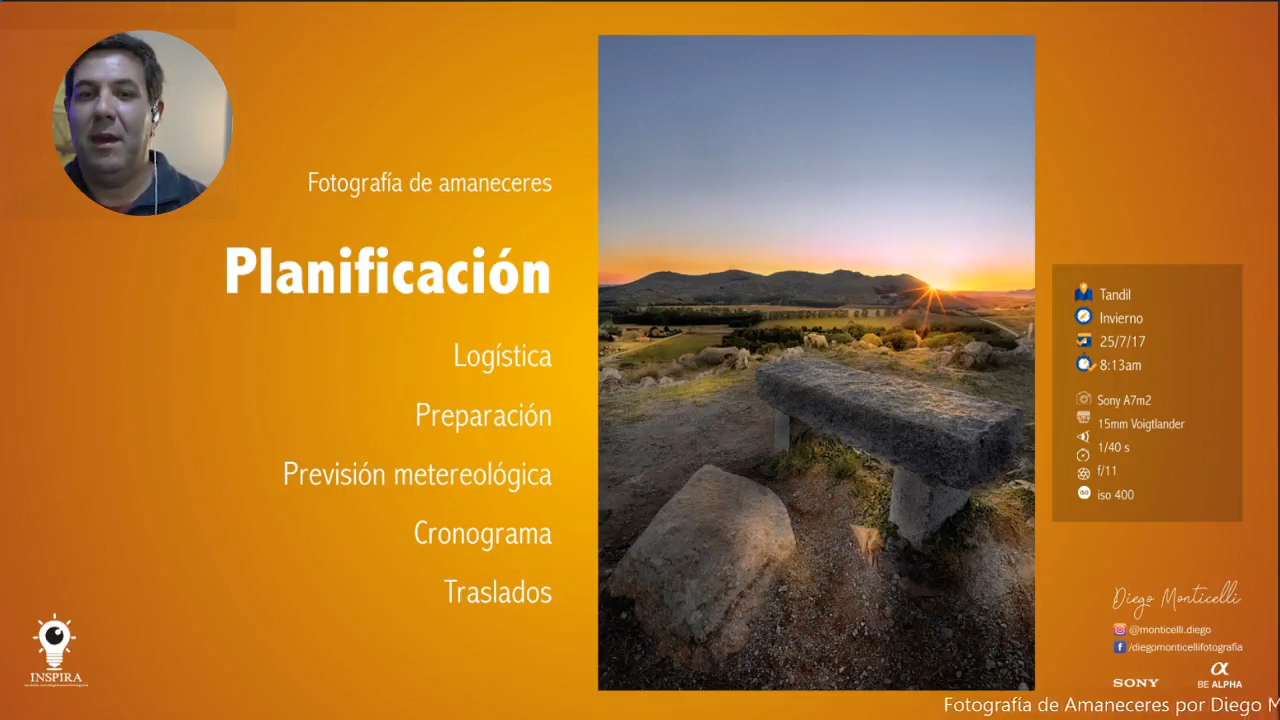 Fotografía de amaneceres
Planificación
Logística
Preparación
Previsión metereológica
Cronograma
Traslados
Tandil
Invierno
25/7/17
8:13am
Sony A7m2
15mm Voigtlander
1/40 s
f/11
ISO
iso 400
Diego Monticelli
@monticelli.diego
/diegomonticellifotografia
SONY
α
BE ALPHA
INSPIRA
Fotografía de Amaneceres por Diego M